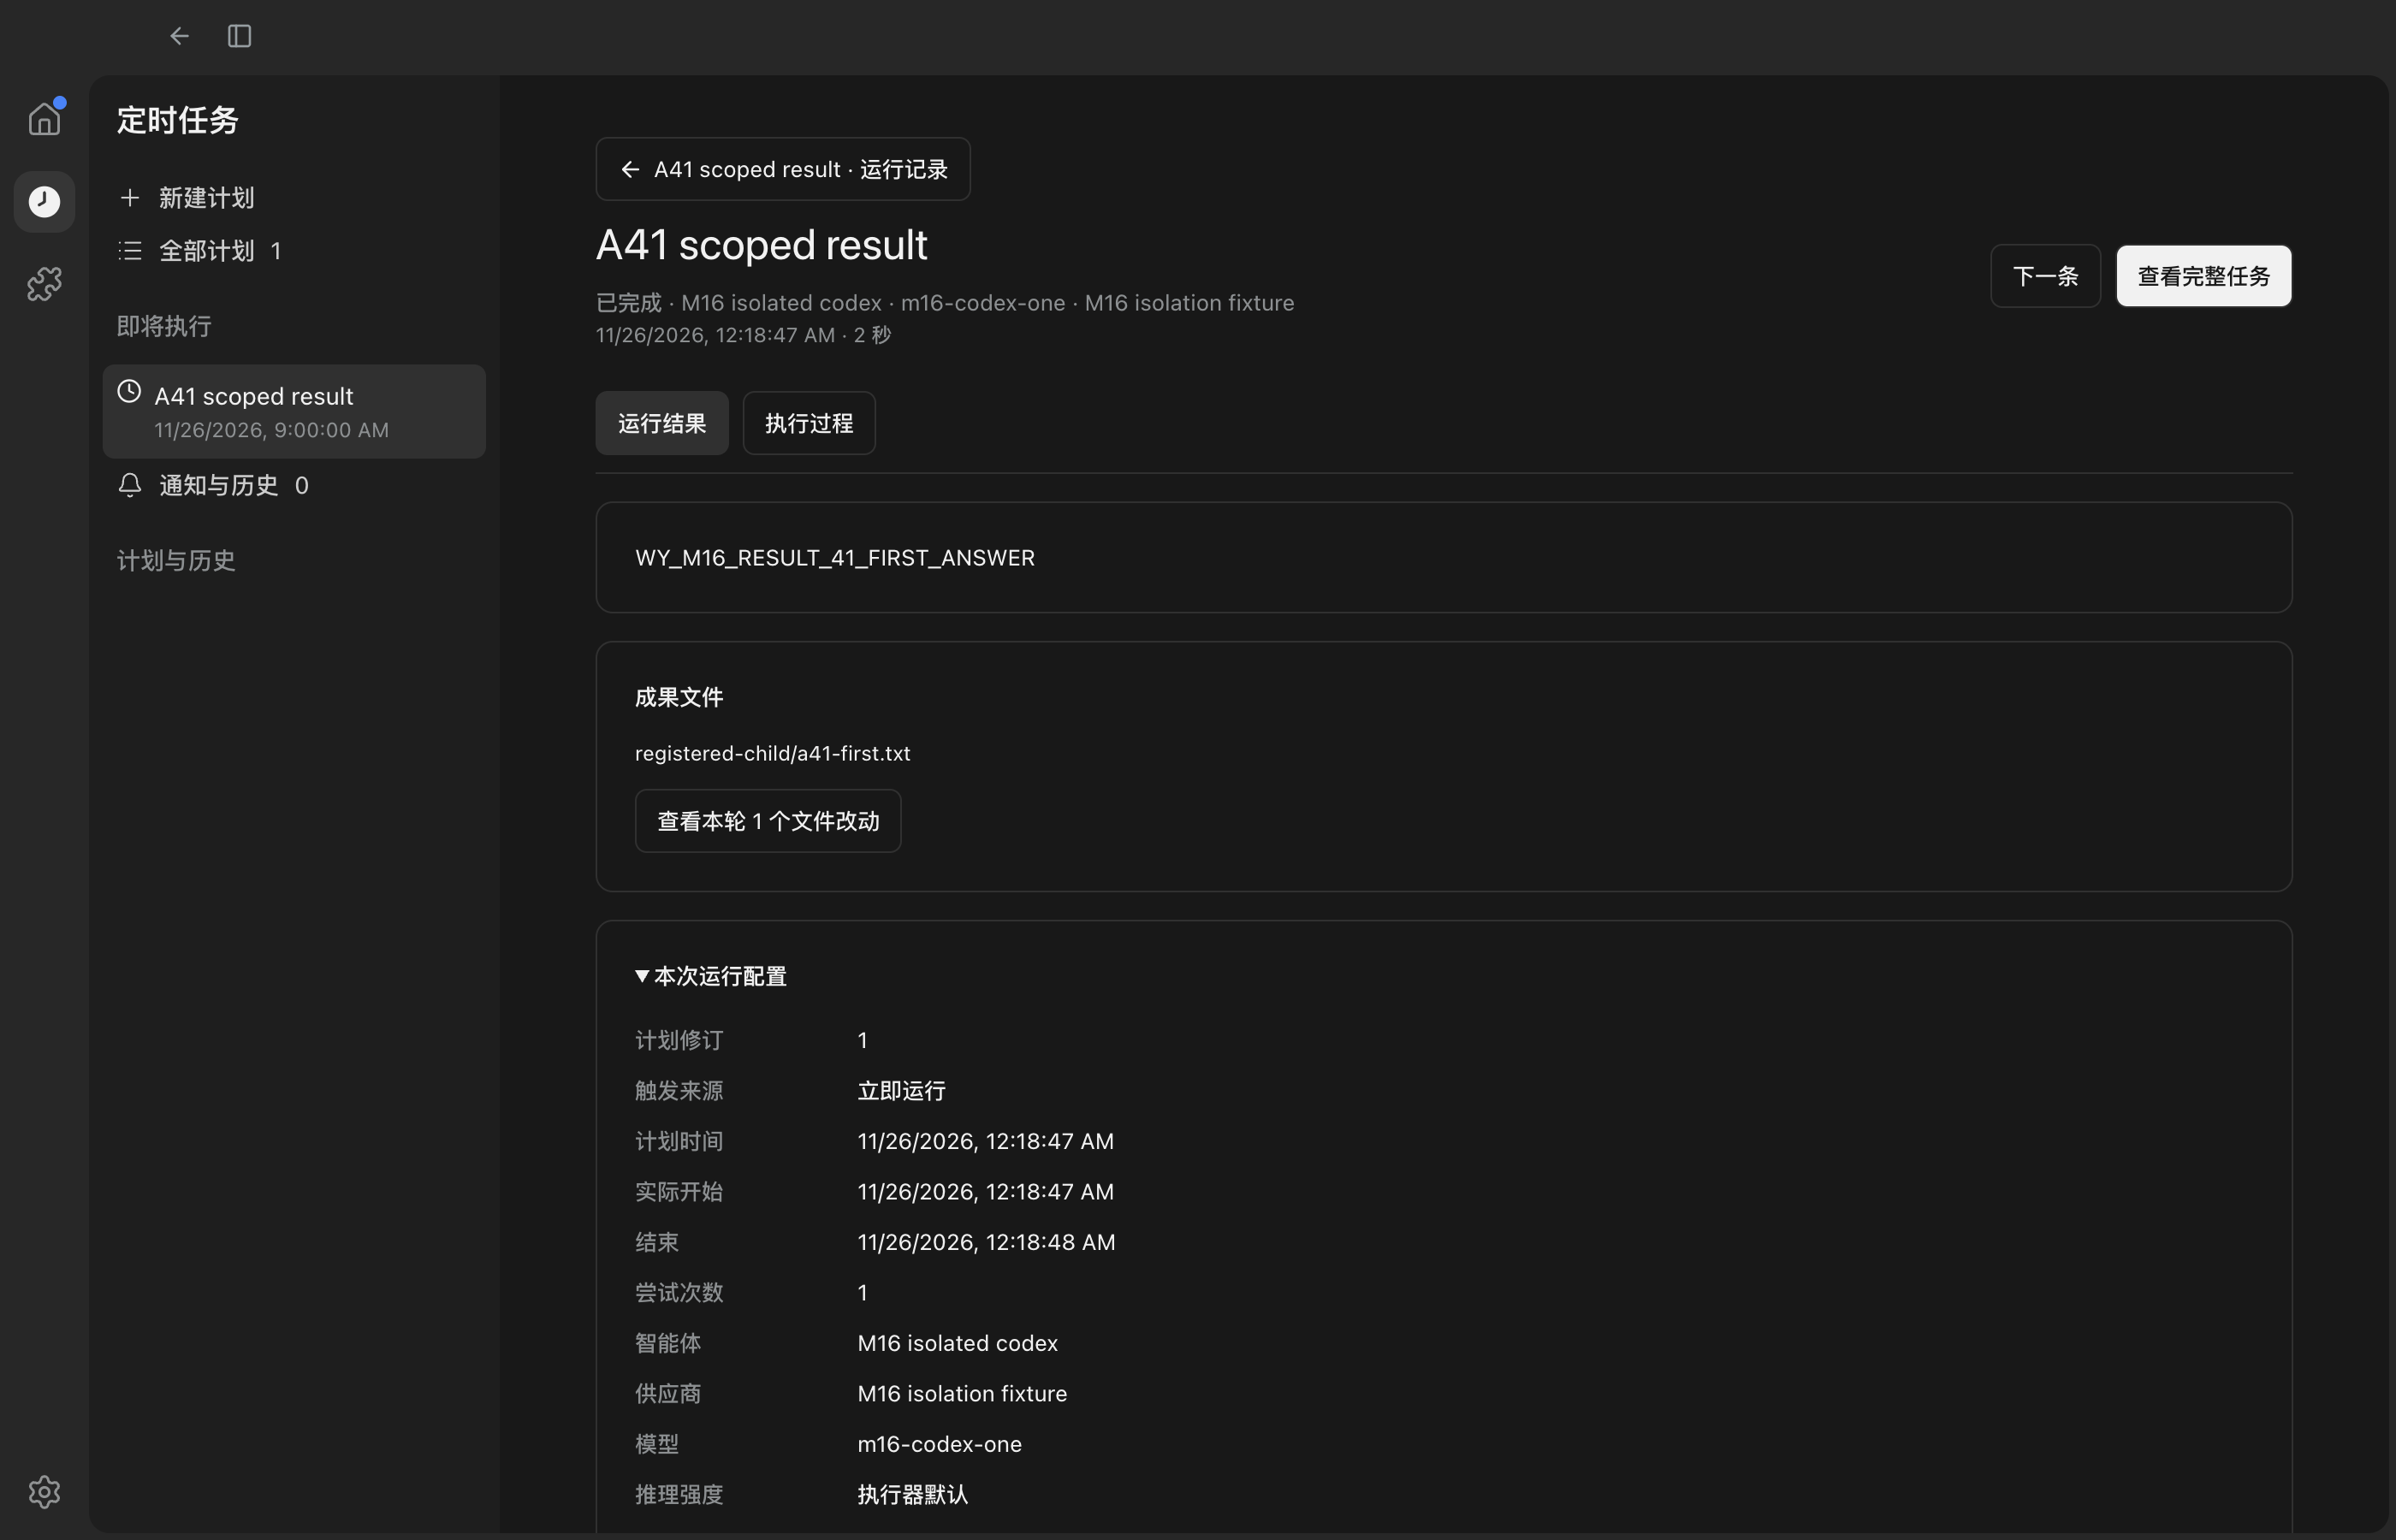 定时任务
新建计划
全部计划 1
即将执行
A41 scoped result
11/26/2026, 9:00:00 AM
通知与历史 0
计划与历史
A41 scoped result · 运行记录
A41 scoped result
已完成 · M16 isolated codex · m16-codex-one · M16 isolation fixture
11/26/2026, 12:18:47 AM · 2 秒
下一条
查看完整任务
运行结果
执行过程
WY_M16_RESULT_41_FIRST_ANSWER
成果文件
registered-child/a41-first.txt
查看本轮 1 个文件改动
本次运行配置
计划修订 1
触发来源 立即运行
计划时间 11/26/2026, 12:18:47 AM
实际开始 11/26/2026, 12:18:47 AM
结束 11/26/2026, 12:18:48 AM
尝试次数 1
智能体 M16 isolated codex
供应商 M16 isolation fixture
模型 m16-codex-one
推理强度 执行器默认